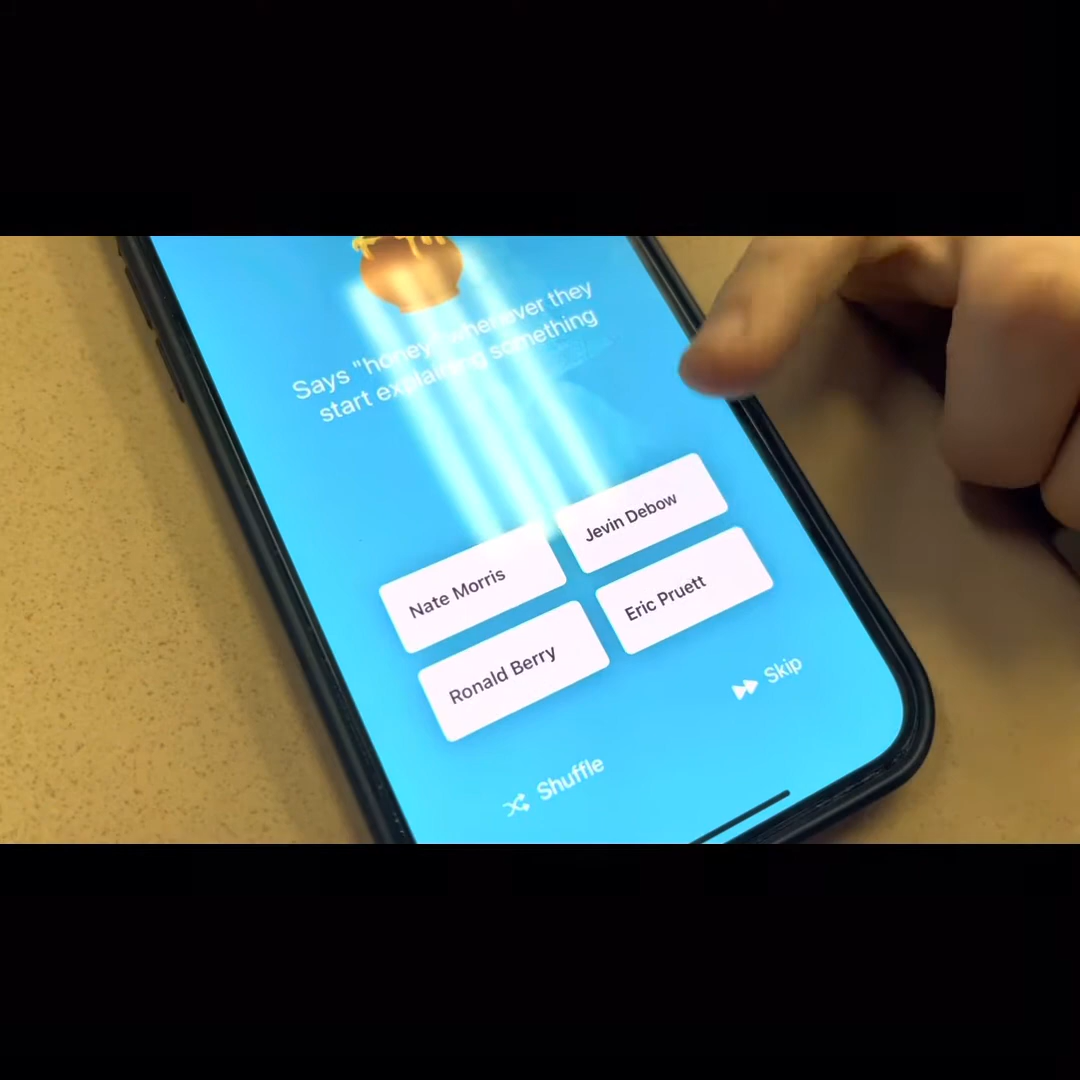 Says "honey" whenever they
start explaining something
Nate Morris
Jevin Debow
Ronald Berry
Eric Pruett
Shuffle
Skip